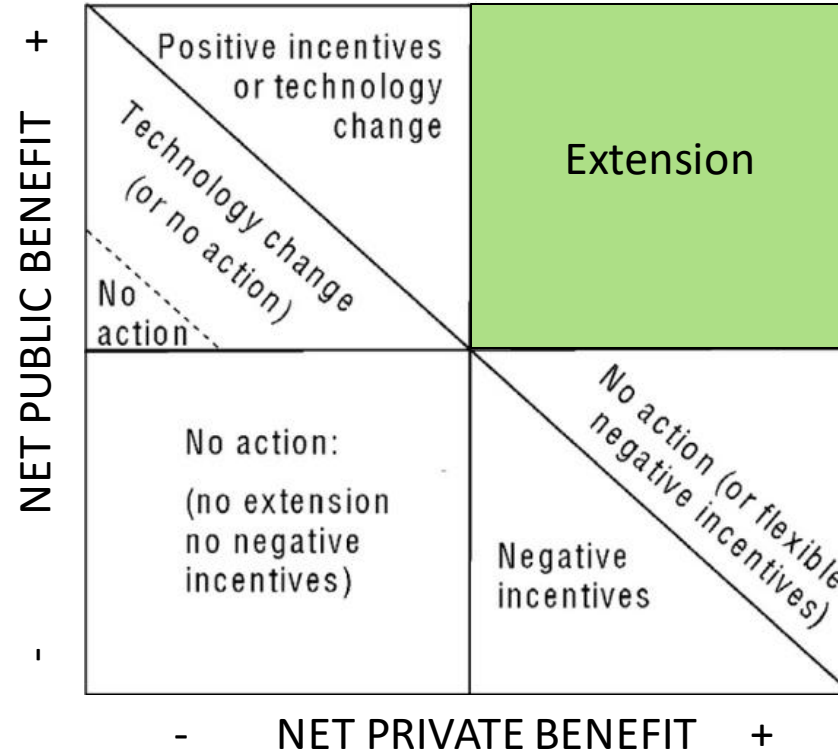 +
NET PUBLIC BENEFIT
-
Positive incentives
or technology
change
Technology change
(or no action)
No
action
Extension
No action:
(no extension
no negative
incentives)
No action (or flexible
negative incentives)
Negative
incentives
- NET PRIVATE BENEFIT +